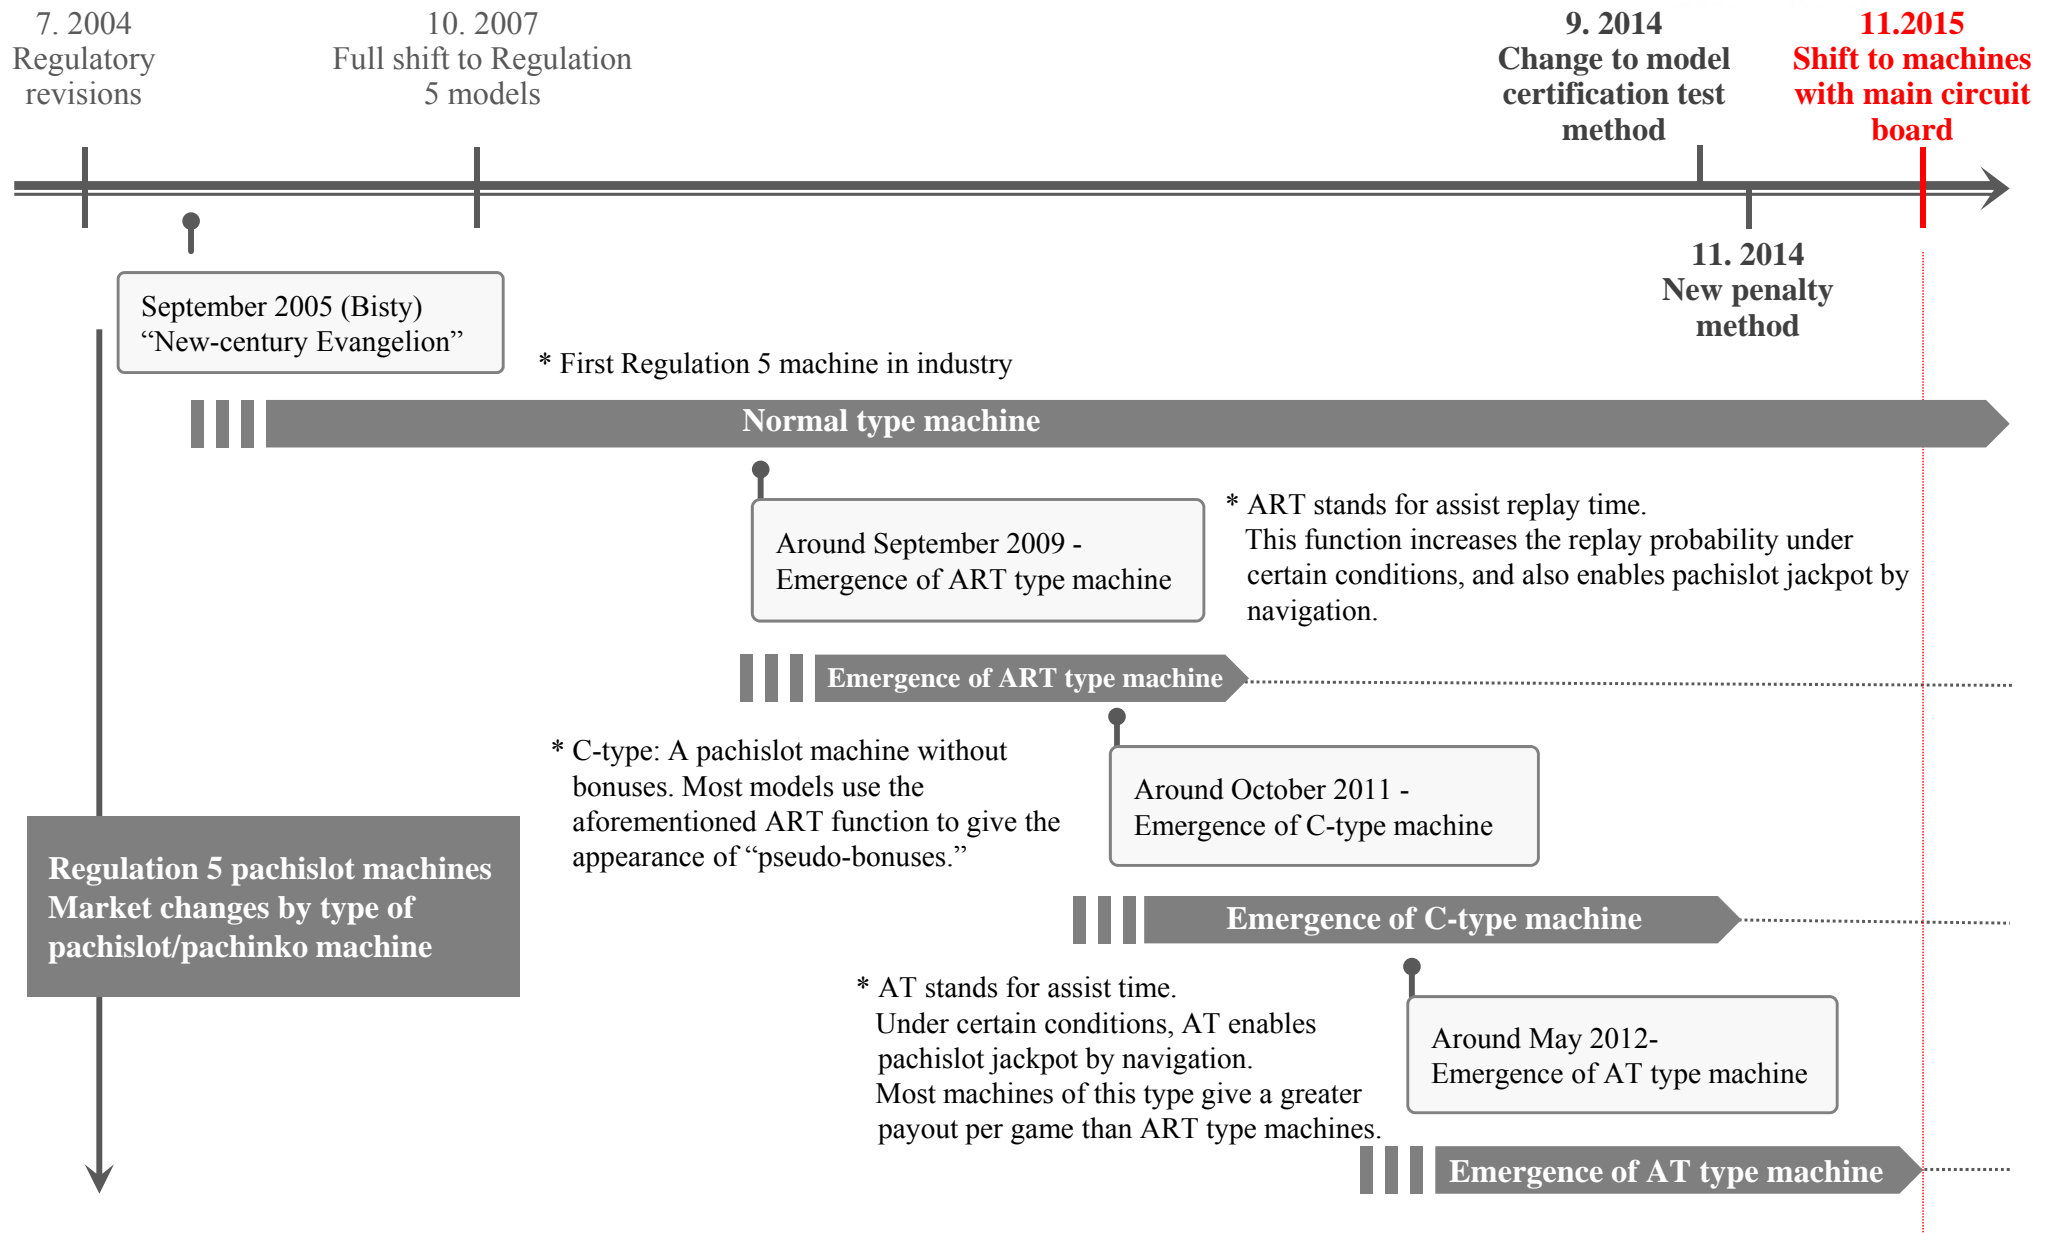 7. 2004
Regulatory
revisions
10. 2007
Full shift to Regulation
5 models
9. 2014
Change to model
certification test
method
11.2015
Shift to machines
with main circuit
board
11. 2014
New penalty
method
September 2005 (Bisty)
“New-century Evangelion”
* First Regulation 5 machine in industry
Normal type machine
Around September 2009 -
Emergence of ART type machine
* ART stands for assist replay time.
This function increases the replay probability under
certain conditions, and also enables pachislot jackpot by
navigation.
Emergence of ART type machine
* C-type: A pachislot machine without
bonuses. Most models use the
aforementioned ART function to give the
appearance of “pseudo-bonuses.”
Around October 2011 -
Emergence of C-type machine
Regulation 5 pachislot machines
Market changes by type of
pachislot/pachinko machine
Emergence of C-type machine
* AT stands for assist time.
Under certain conditions, AT enables
pachislot jackpot by navigation.
Most machines of this type give a greater
payout per game than ART type machines.
Around May 2012-
Emergence of AT type machine
Emergence of AT type machine